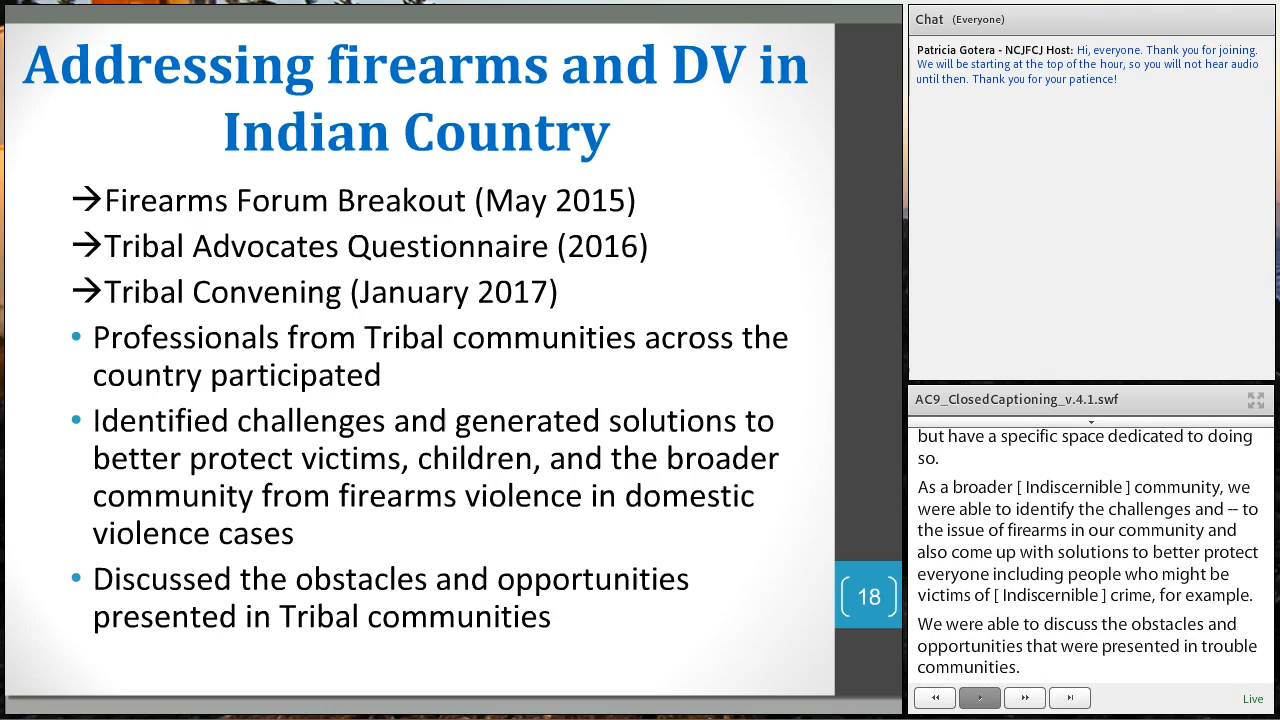 Addressing firearms and DV in
Indian Country
→Firearms Forum Breakout (May 2015)
→Tribal Advocates Questionnaire (2016)
→Tribal Convening (January 2017)
• Professionals from Tribal communities across the
country participated
• Identified challenges and generated solutions to
better protect victims, children, and the broader
community from firearms violence in domestic
violence cases
• Discussed the obstacles and opportunities
presented in Tribal communities
18
Chat (Everyone)
Patricia Gotera - NCJFCJ Host: Hi, everyone. Thank you for joining.
We will be starting at the top of the hour, so you will not hear audio
until then. Thank you for your patience!
AC9_ClosedCaptioning_v.4.1.swf
but have a specific space dedicated to doing
so.
As a broader [ Indiscernible ] community, we
were able to identify the challenges and -- to
the issue of firearms in our community and
also come up with solutions to better protect
everyone including people who might be
victims of [ Indiscernible ] crime, for example.
We were able to discuss the obstacles and
opportunities that were presented in trouble
communities.
Live